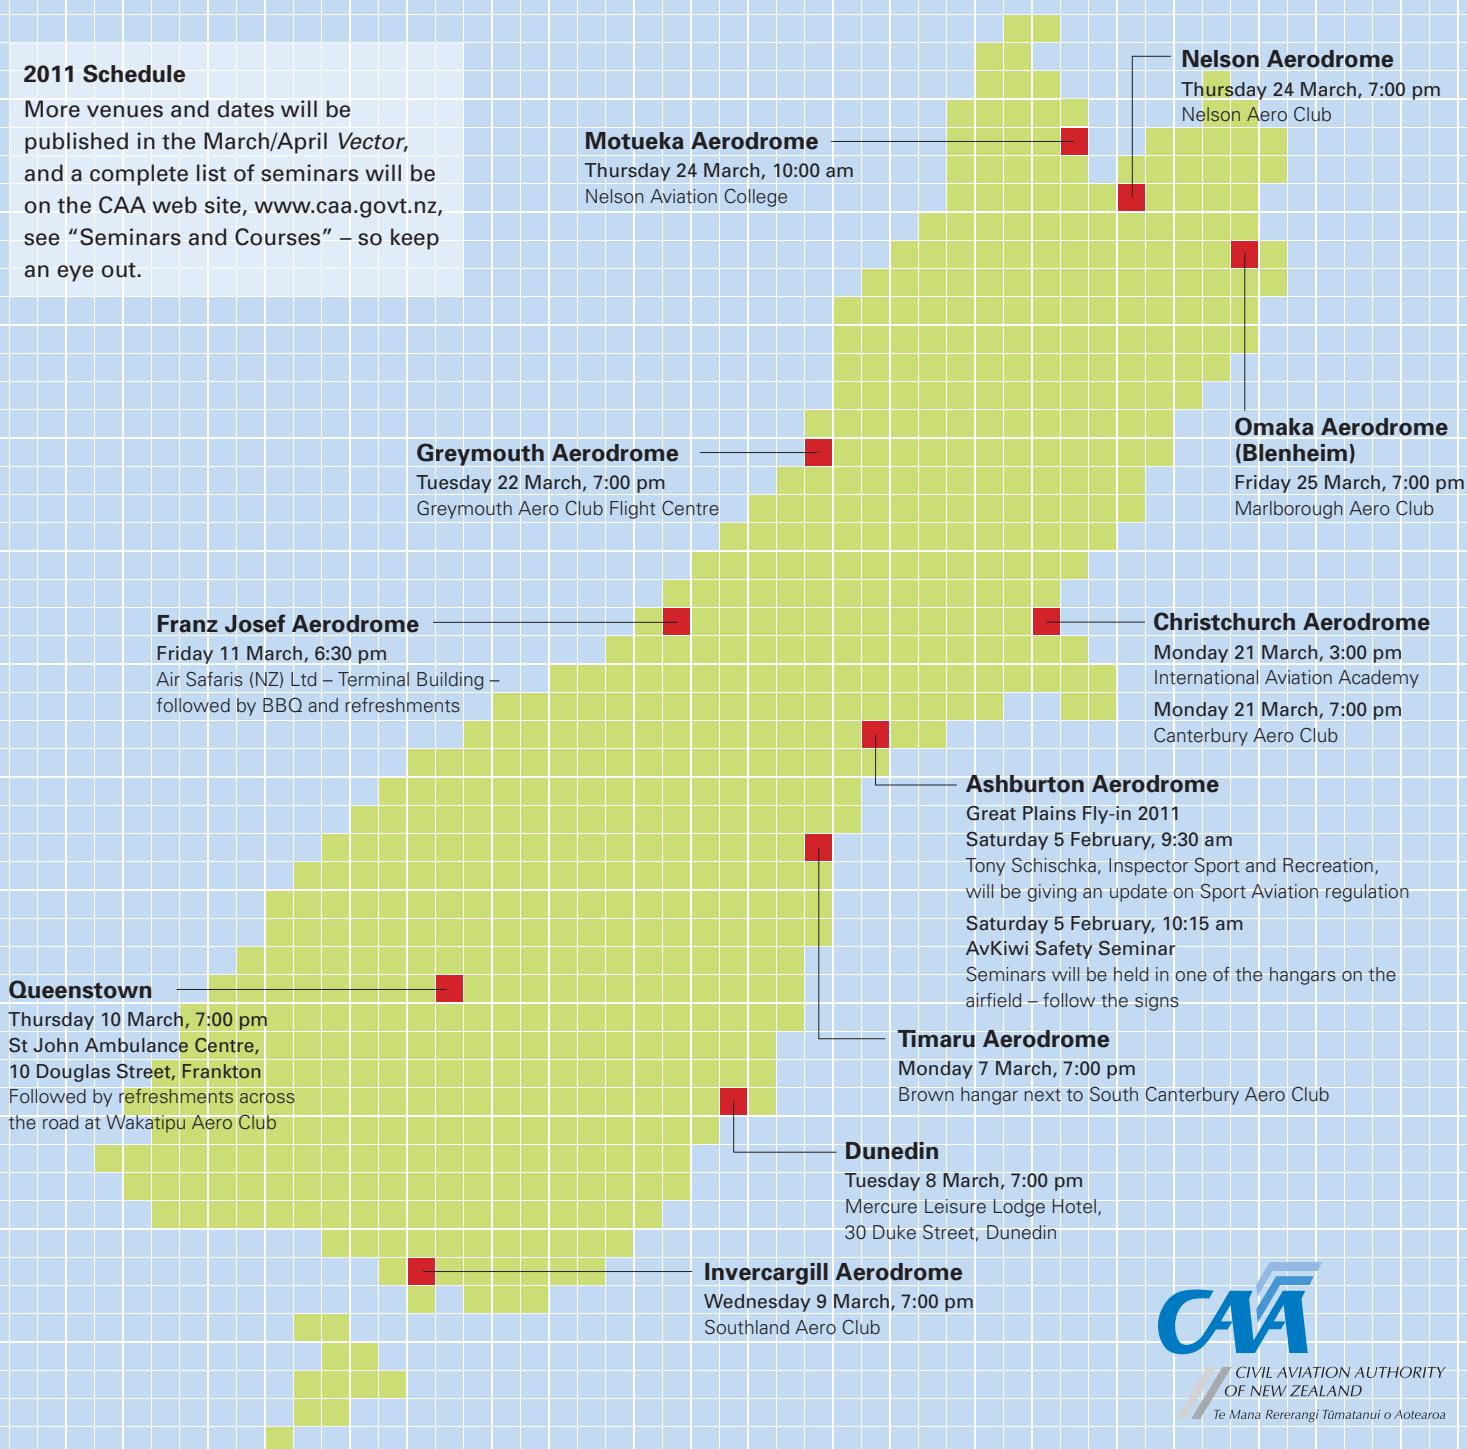 2011 Schedule
More venues and dates will be
published in the March/April Vector,
and a complete list of seminars will be
on the CAA web site, www.caa.govt.nz,
see “Seminars and Courses” – so keep
an eye out.
Nelson Aerodrome
Thursday 24 March, 7:00 pm
Nelson Aero Club
Motueka Aerodrome
Thursday 24 March, 10:00 am
Nelson Aviation College
Omaka Aerodrome
(Blenheim)
Friday 25 March, 7:00 pm
Marlborough Aero Club
Greymouth Aerodrome
Tuesday 22 March, 7:00 pm
Greymouth Aero Club Flight Centre
Franz Josef Aerodrome
Friday 11 March, 6:30 pm
Air Safaris (NZ) Ltd – Terminal Building –
followed by BBQ and refreshments
Christchurch Aerodrome
Monday 21 March, 3:00 pm
International Aviation Academy
Monday 21 March, 7:00 pm
Canterbury Aero Club
Ashburton Aerodrome
Great Plains Fly-in 2011
Saturday 5 February, 9:30 am
Tony Schischka, Inspector Sport and Recreation,
will be giving an update on Sport Aviation regulation
Saturday 5 February, 10:15 am
AvKiwi Safety Seminar
Seminars will be held in one of the hangars on the
airfield – follow the signs
Queenstown
Thursday 10 March, 7:00 pm
St John Ambulance Centre,
10 Douglas Street, Frankton
Followed by refreshments across
the road at Wakatipu Aero Club
Timaru Aerodrome
Monday 7 March, 7:00 pm
Brown hangar next to South Canterbury Aero Club
Dunedin
Tuesday 8 March, 7:00 pm
Mercure Leisure Lodge Hotel,
30 Duke Street, Dunedin
Invercargill Aerodrome
Wednesday 9 March, 7:00 pm
Southland Aero Club
CAA
CIVIL AVIATION AUTHORITY
OF NEW ZEALAND
Te Mana Rererangi Tūmatanui o Aotearoa